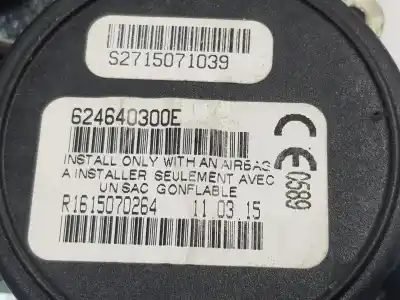 S2715071039
624640300E
INSTALL ONLY WITH AN AIRBAG
A INSTALLER SEULEMENT AVEC
UN SAC GONFLABLE
R1615070264 11.03.15
CE 0589